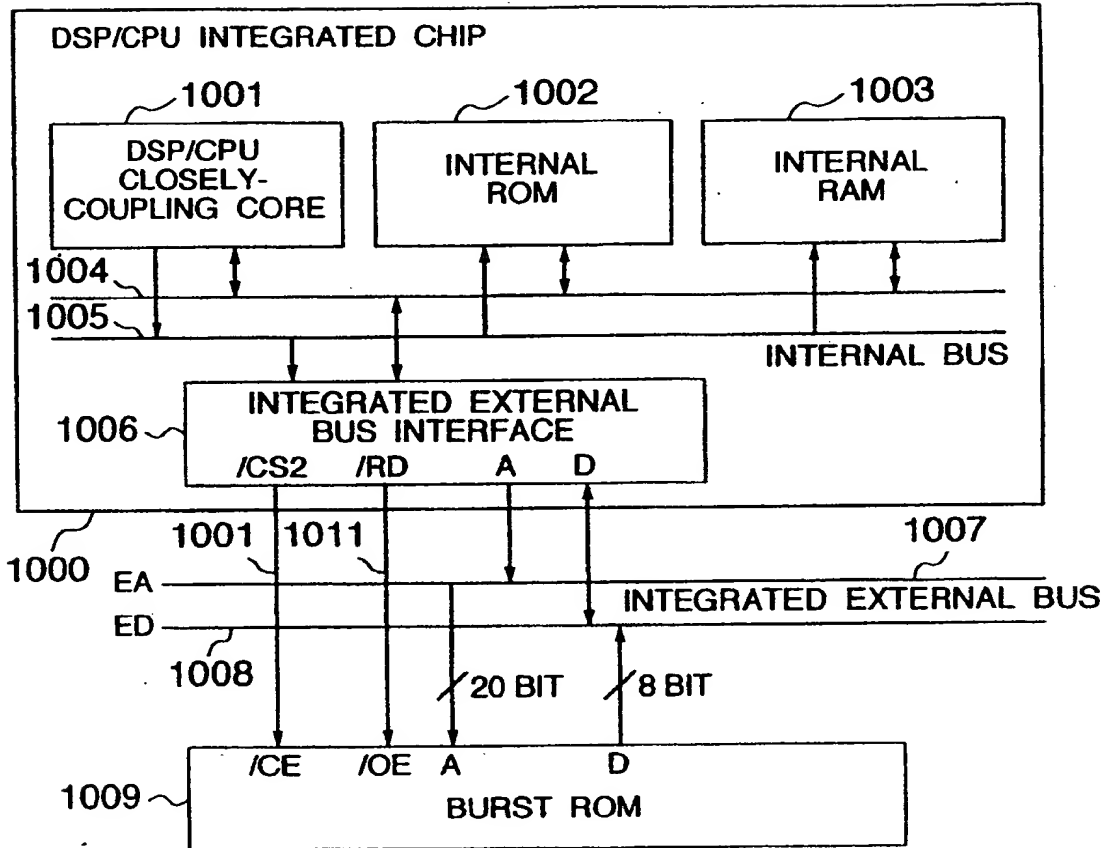 DSP/CPU INTEGRATED CHIP
1001
1002
1003
DSP/CPU
CLOSELY-
COUPLING CORE
INTERNAL
ROM
INTERNAL
RAM
1004
1005
INTERNAL BUS
INTEGRATED EXTERNAL
BUS INTERFACE
1006
/CS2 /RD A D
1000
1001
1011
1007
EA
INTEGRATED EXTERNAL BUS
ED
1008
20 BIT
8 BIT
/CE /OE A D
1009
BURST ROM